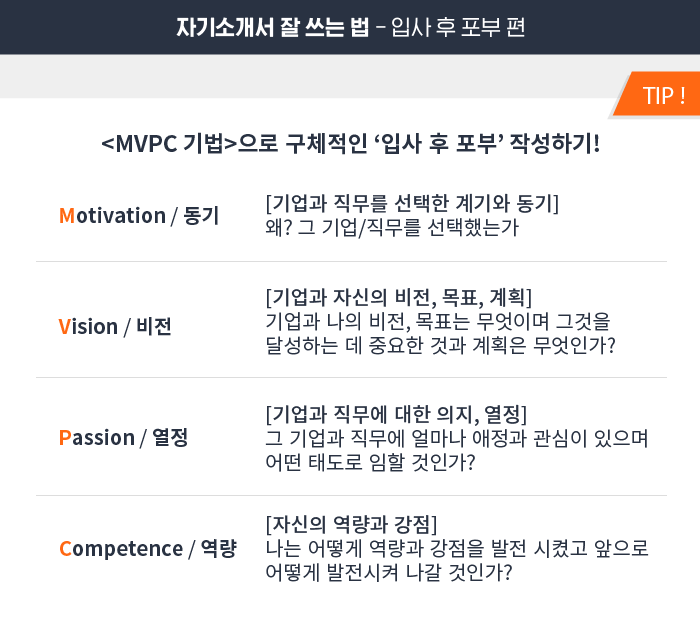 자기소개서 잘 쓰는 법 – 입사 후 포부 편
TIP !
<MVPC 기법>으로 구체적인 ‘입사 후 포부’ 작성하기!
Motivation / 동기
[기업과 직무를 선택한 계기와 동기]
왜? 그 기업/직무를 선택했는가
Vision / 비전
[기업과 자신의 비전, 목표, 계획]
기업과 나의 비전, 목표는 무엇이며 그것을
달성하는 데 중요한 것과 계획은 무엇인가?
Passion / 열정
[기업과 직무에 대한 의지, 열정]
그 기업과 직무에 얼마나 애정과 관심이 있으며
어떤 태도로 임할 것인가?
Competence / 역량
[자신의 역량과 강점]
나는 어떻게 역량과 강점을 발전 시켰고 앞으로
어떻게 발전시켜 나갈 것인가?